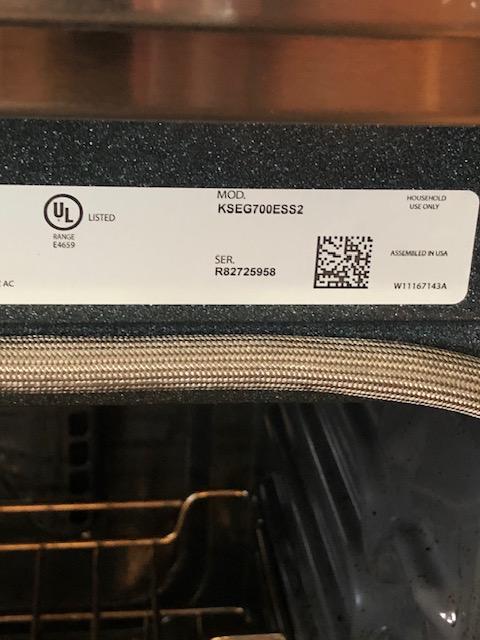 UL LISTED
RANGE
E4659
AC
MOD.
KSEG700ESS2
SER.
R82725958
HOUSEHOLD
USE ONLY
ASSEMBLED IN USA
W11167143A